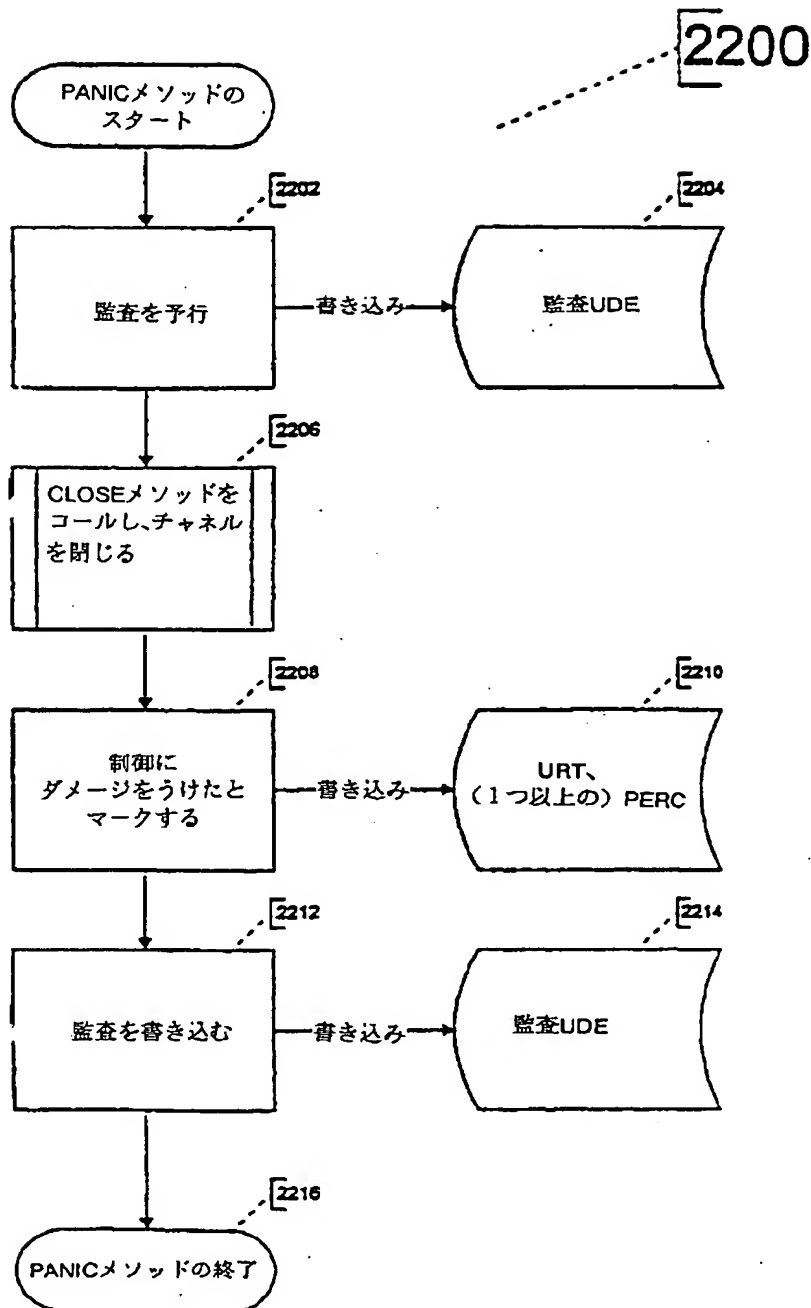 2200
PANICメソッドの
スタート
2202
2204
監査を予行
書き込み
監査UDE
2206
CLOSEメソッドを
コールし、チャネル
を閉じる
2208
2210
制御に
ダメージをうけたと
マークする
書き込み
URT、
(1つ以上の) PERC
2212
2214
監査を書き込む
書き込み
監査UDE
2216
PANICメソッドの終了